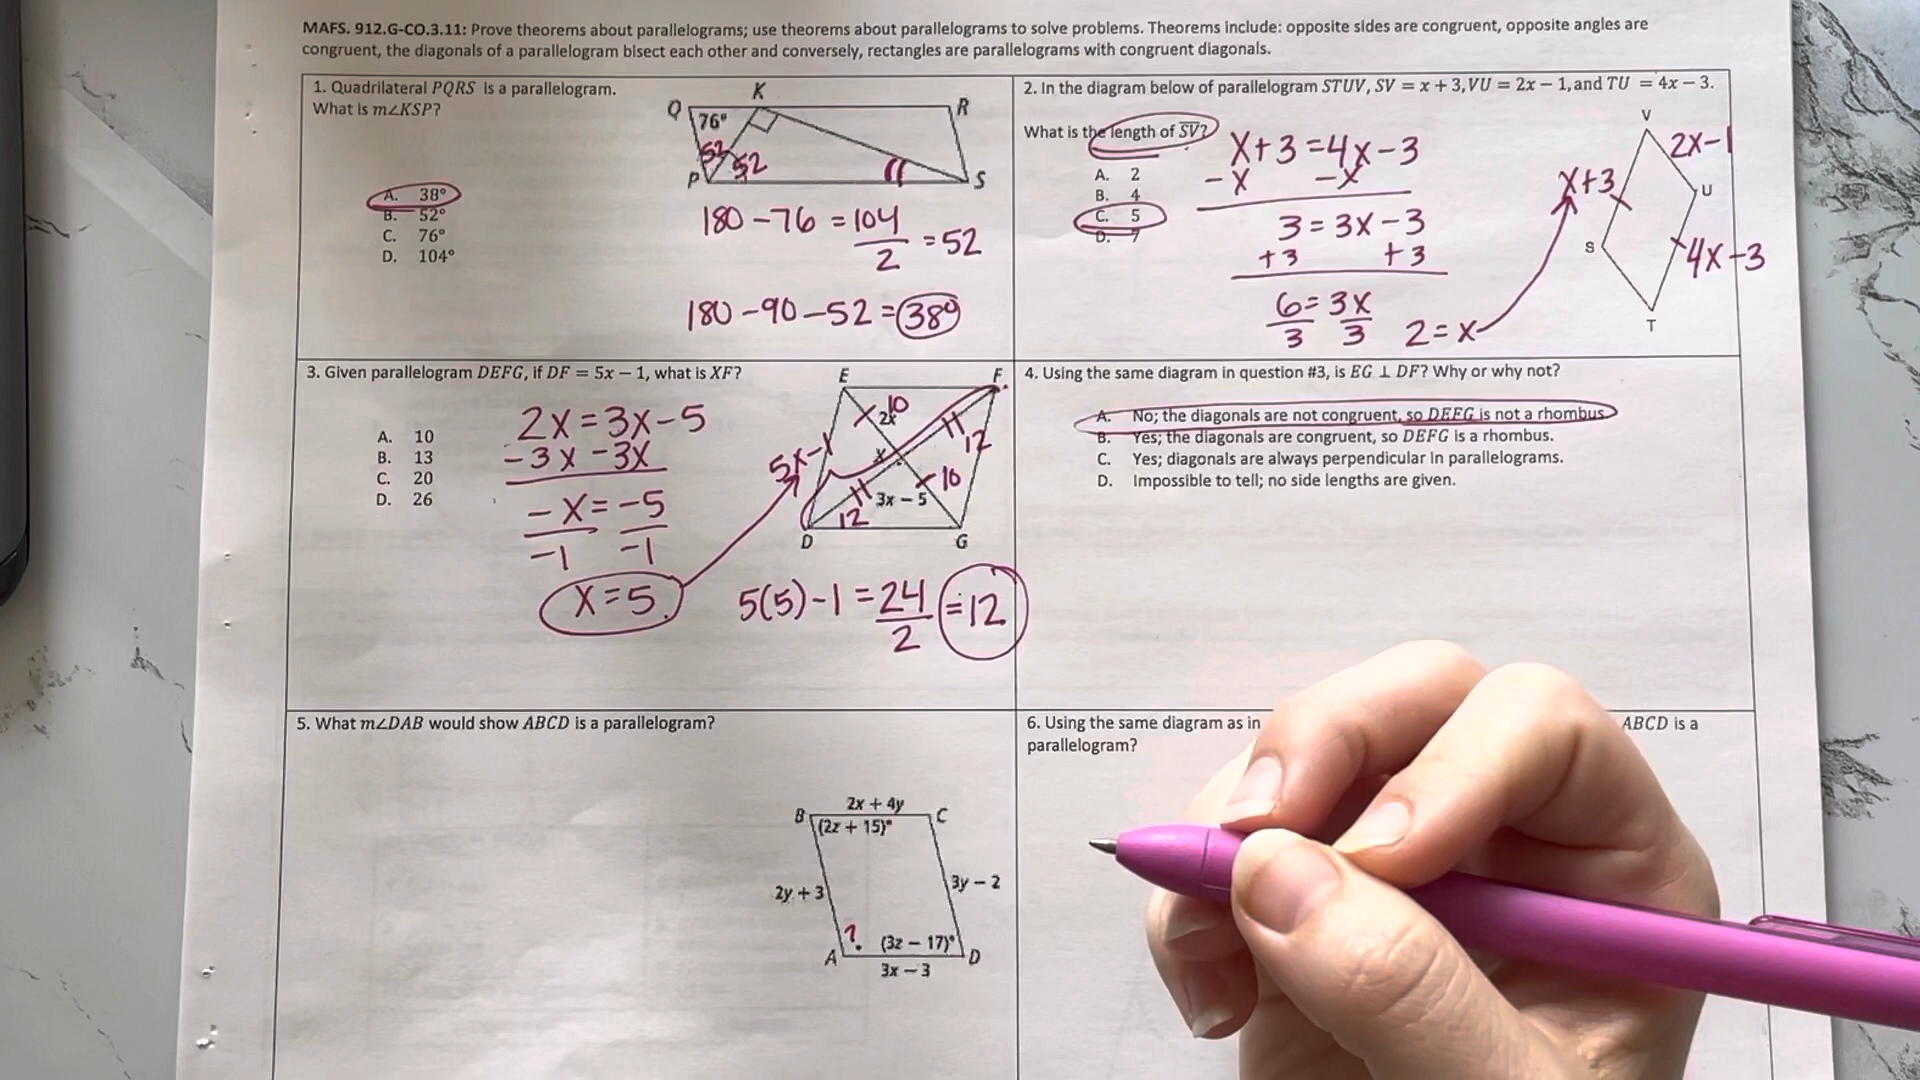 MAFS. 912.G-CO.3.11: Prove theorems about parallelograms; use theorems about parallelograms to solve problems. Theorems include: opposite sides are congruent, opposite angles are
congruent, the diagonals of a parallelogram bisect each other and conversely, rectangles are parallelograms with congruent diagonals.
1. Quadrilateral PQRS is a parallelogram.
What is m∠KSP?
Q
K
R
76°
52
52
P
S
A. 38°
B. 52°
C. 76°
D. 104°
180 - 76 = 104
2
= 52
180 - 90 - 52 = 38°
2. In the diagram below of parallelogram STUV, SV = x + 3, VU = 2x − 1, and TU = 4x − 3.
What is the length of SV?
A. 2
B. 4
C. 5
D. 7
X+3 = 4X - 3
- X - X
3 = 3X - 3
+3 +3
6 = 3X
3 3
2 = X
V
2X-1
X+3
U
S
4X-3
T
3. Given parallelogram DEFG, if DF = 5x − 1, what is XF?
A. 10
B. 13
C. 20
D. 26
2X = 3X - 5
- 3X - 3X
- X = -5
-1 -1
X = 5
E
F
10
2x
12
5X-1
x
10
3x − 5
12
D
G
5(5) - 1 = 24
2
= 12
4. Using the same diagram in question #3, is EG ⊥ DF? Why or why not?
A. No; the diagonals are not congruent, so DEFG is not a rhombus
B. Yes; the diagonals are congruent, so DEFG is a rhombus.
C. Yes; diagonals are always perpendicular in parallelograms.
D. Impossible to tell; no side lengths are given.
5. What m∠DAB would show ABCD is a parallelogram?
2x + 4y
B
C
(2z + 15)°
2y + 3
3y − 2
?
(3z − 17)°
A
D
3x − 3
6. Using the same diagram as in
ABCD is a
parallelogram?